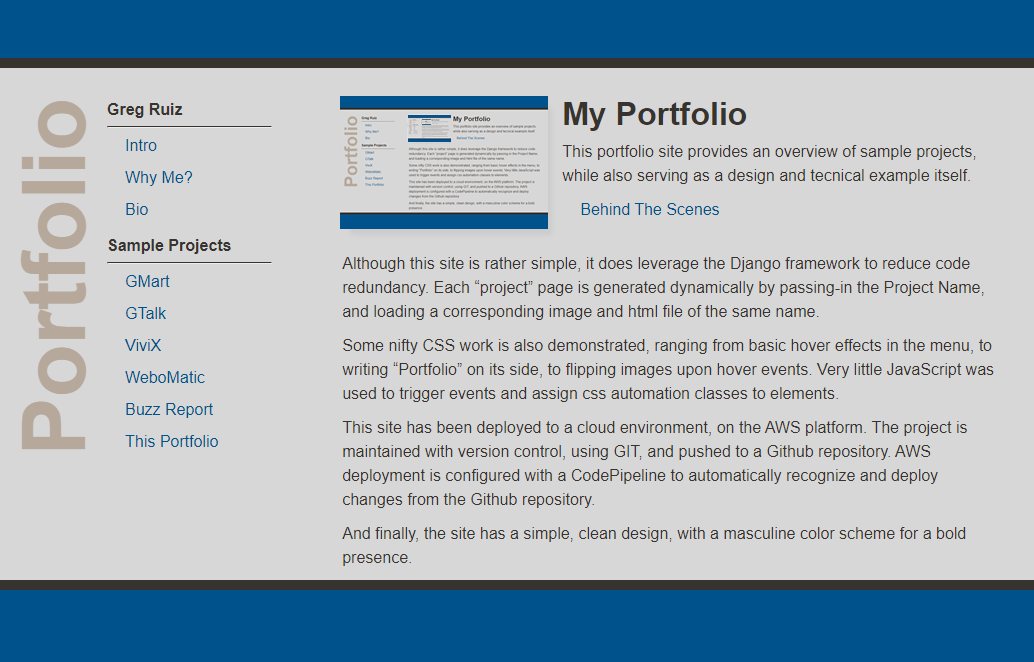 Portfolio
Greg Ruiz
Intro
Why Me?
Bio
Sample Projects
GMart
GTalk
ViviX
WeboMatic
Buzz Report
This Portfolio
My Portfolio
This portfolio site provides an overview of sample projects,
while also serving as a design and tecnical example itself.
Behind The Scenes
Although this site is rather simple, it does leverage the Django framework to reduce code
redundancy. Each “project” page is generated dynamically by passing-in the Project Name,
and loading a corresponding image and html file of the same name.
Some nifty CSS work is also demonstrated, ranging from basic hover effects in the menu, to
writing “Portfolio” on its side, to flipping images upon hover events. Very little JavaScript was
used to trigger events and assign css automation classes to elements.
This site has been deployed to a cloud environment, on the AWS platform. The project is
maintained with version control, using GIT, and pushed to a Github repository. AWS
deployment is configured with a CodePipeline to automatically recognize and deploy
changes from the Github repository.
And finally, the site has a simple, clean design, with a masculine color scheme for a bold
presence.